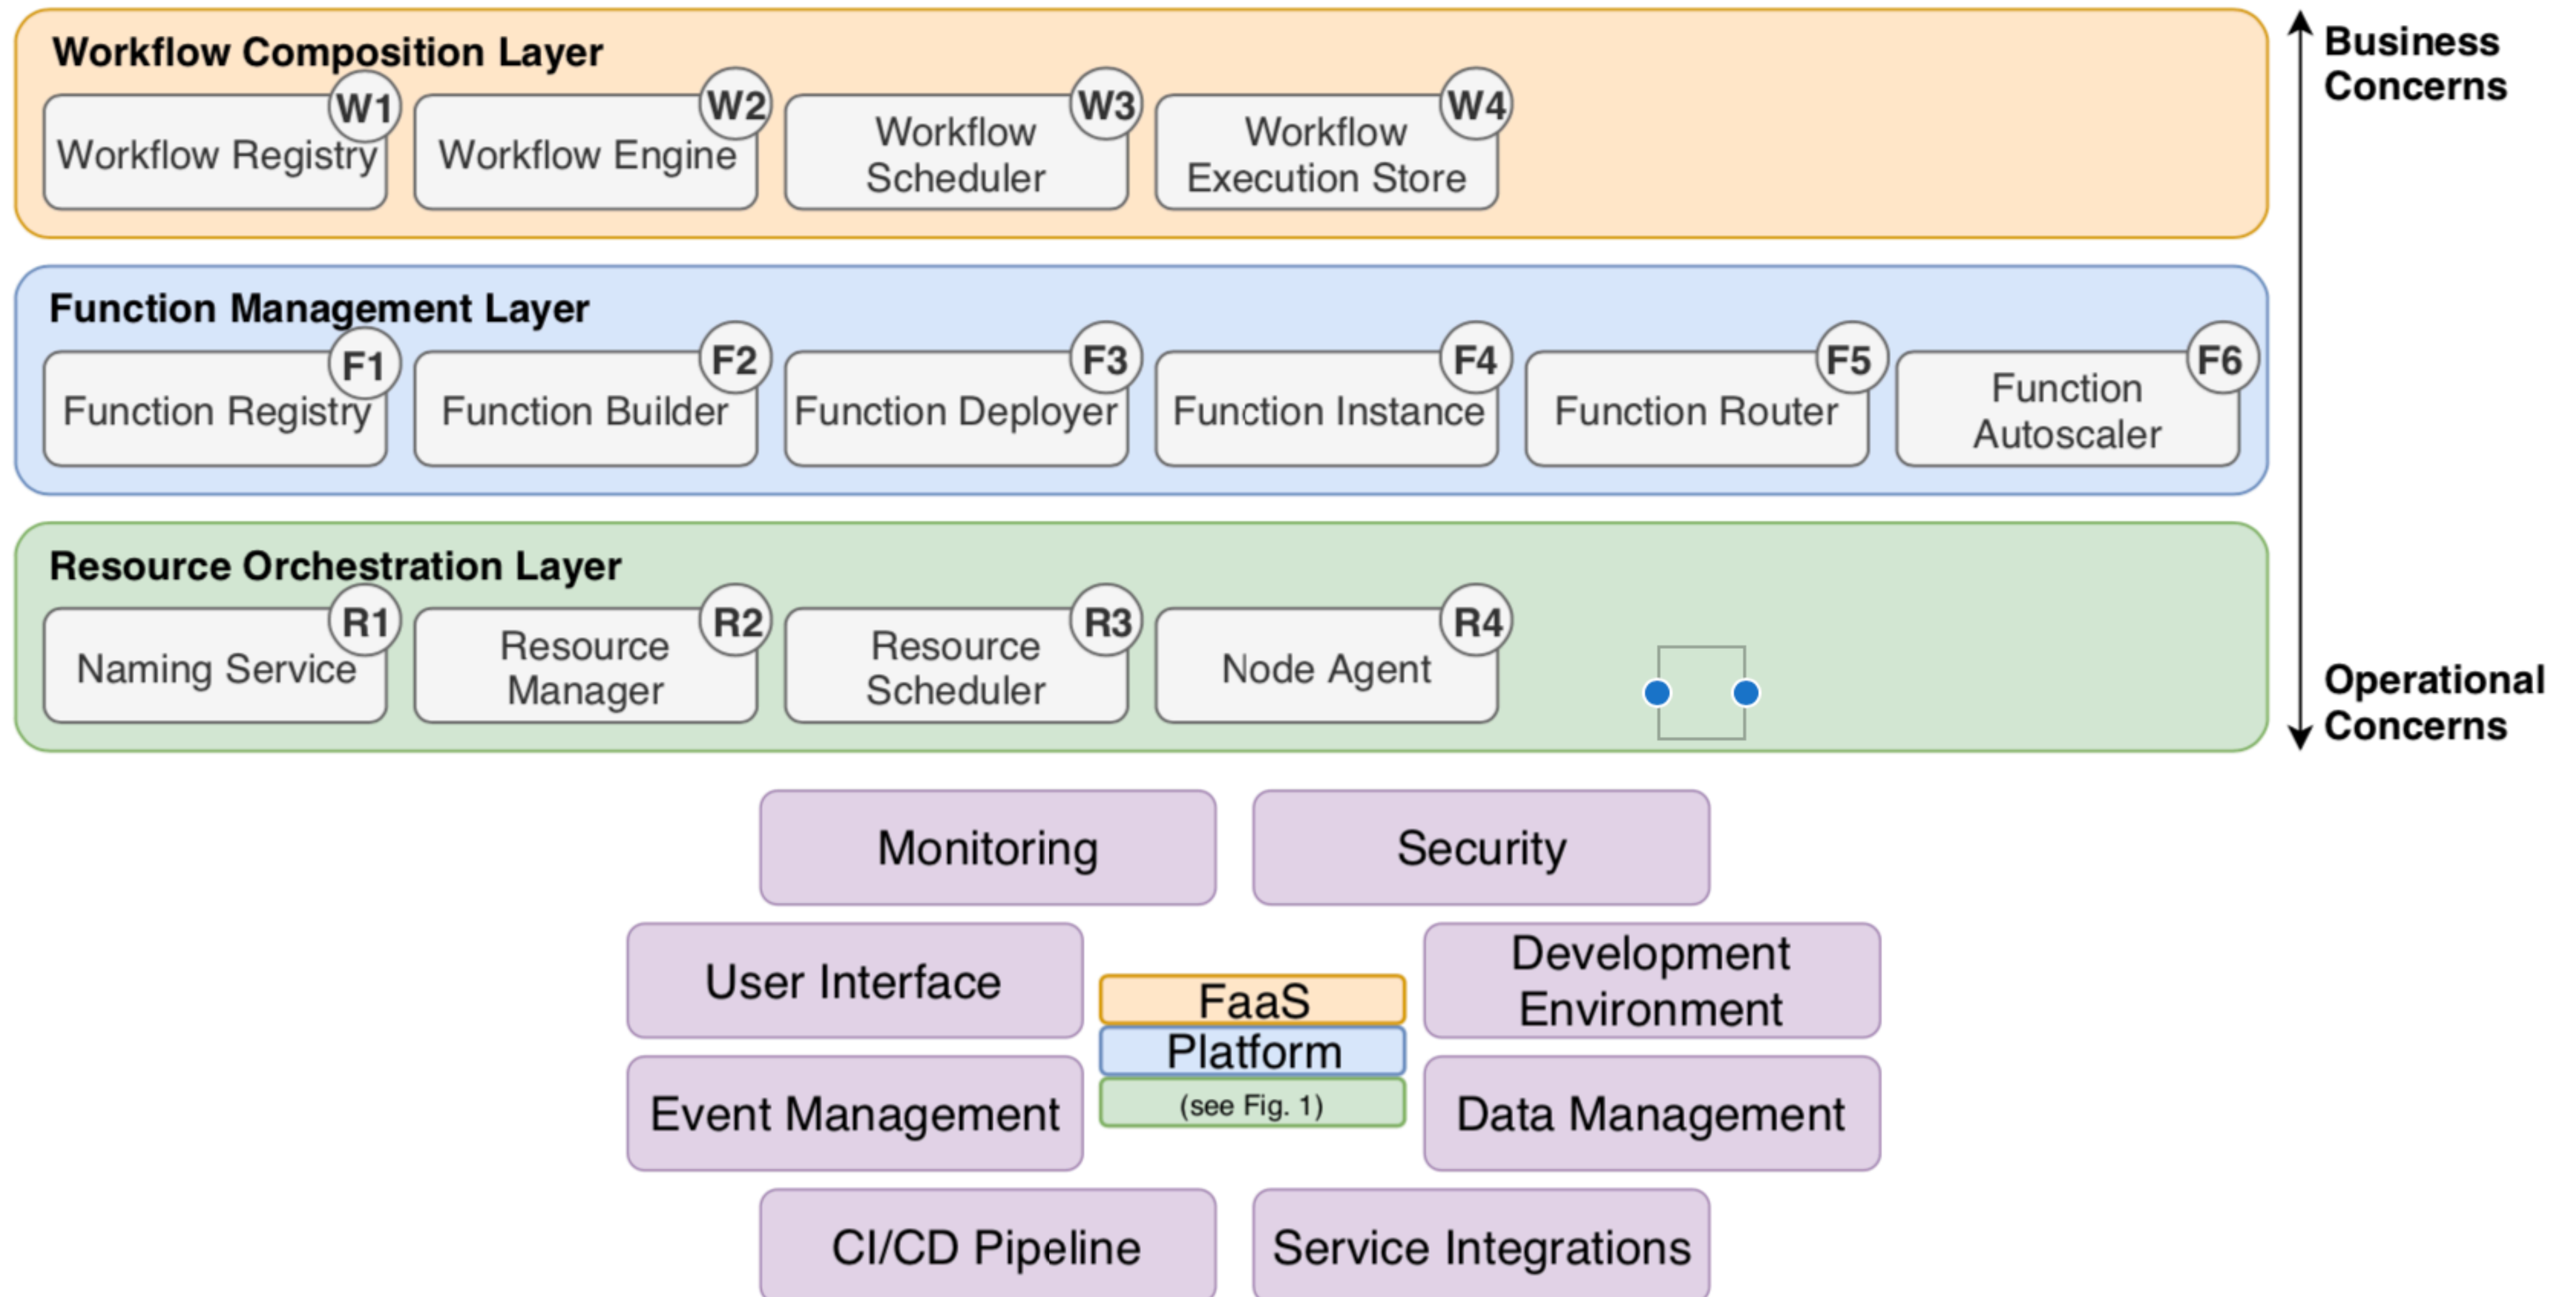 Workflow Composition Layer
Business
Concerns
W1
W2
W3
W4
Workflow Registry
Workflow Engine
Workflow
Scheduler
Workflow
Execution Store
Function Management Layer
F1
F2
F3
F4
F5
F6
Function Registry
Function Builder
Function Deployer
Function Instance
Function Router
Function
Autoscaler
Resource Orchestration Layer
R1
R2
R3
R4
Naming Service
Resource
Manager
Resource
Scheduler
Node Agent
Operational
Concerns
Monitoring
Security
User Interface
FaaS
Platform
(see Fig. 1)
Development
Environment
Event Management
Data Management
CI/CD Pipeline
Service Integrations